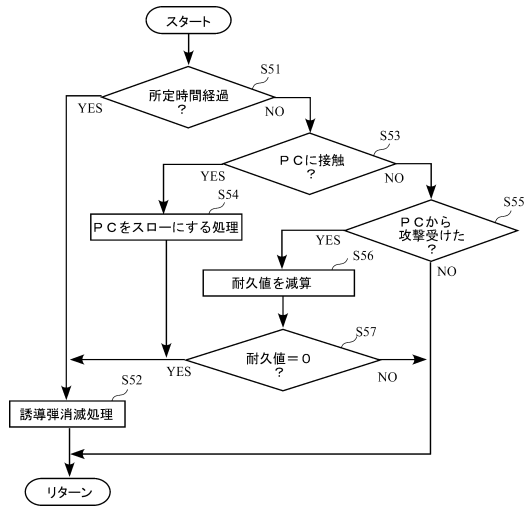 スタート
S51
所定時間経過
?
YES
NO
S53
PCに接触
?
YES
NO
S54
PCをスローにする処理
S55
PCから
攻撃受けた
?
YES
NO
S56
耐久値を減算
S57
耐久値=0
?
YES
NO
S52
誘導弾消滅処理
リターン